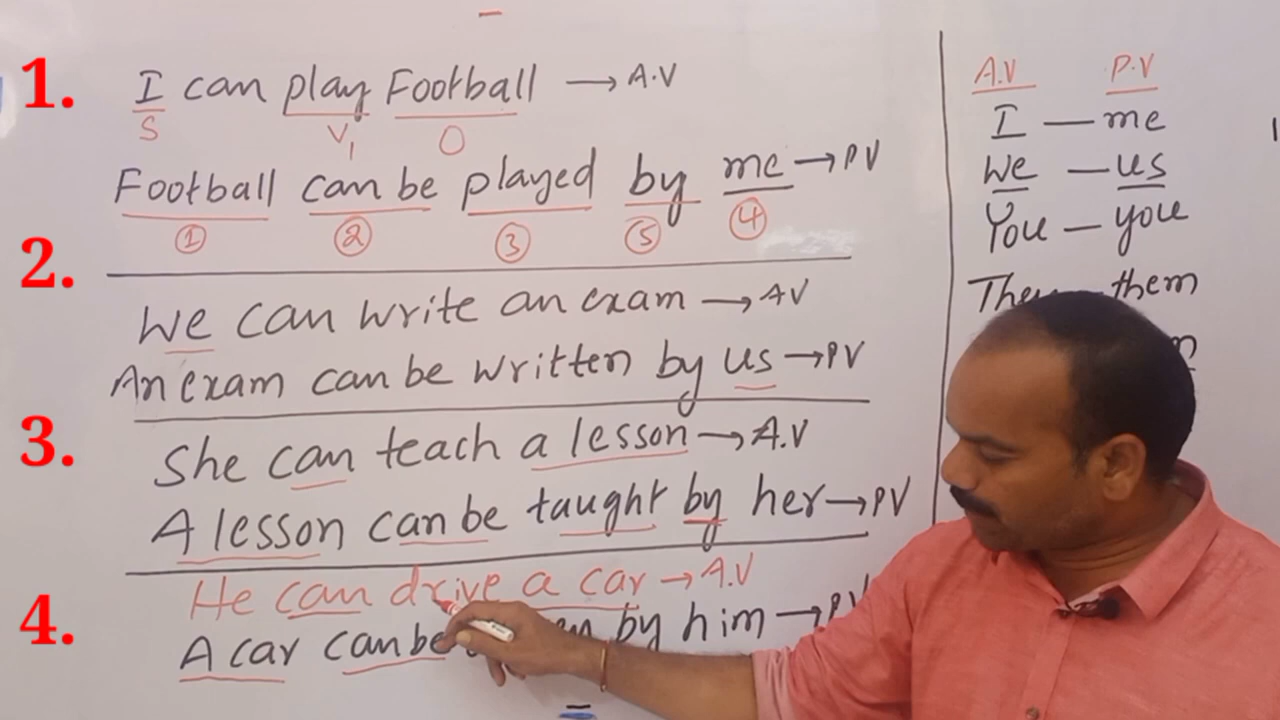 1. I can play Football → A.V
S V₁ O
Football can be played by me → PV
① ② ③ ⑤ ④
2. We can write an exam → AV
An exam can be written by us → PV
3. She can teach a lesson → A.V
A lesson can be taught by her → PV
4. He can drive a car → A.V
A car can be by him → PV
A.V P.V
I — me
We — us
You — you
them